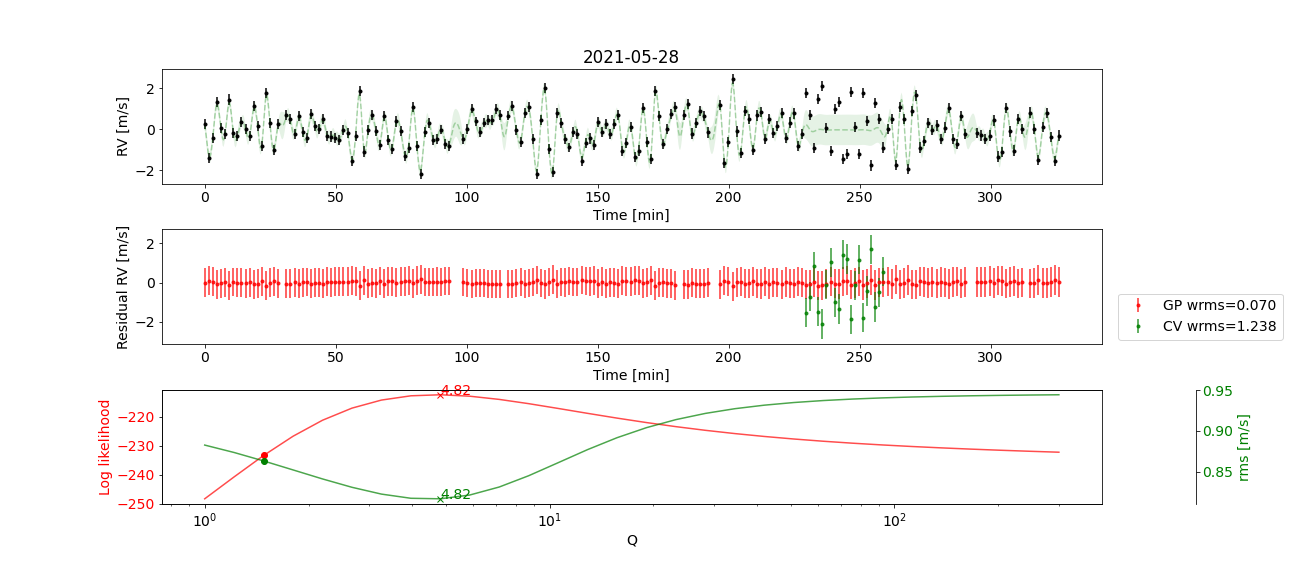 2021-05-28
RV [m/s]
2
0
−2
0 50 100 150 200 250 300
Time [min]
Residual RV [m/s]
2
0
−2
0 50 100 150 200 250 300
Time [min]
GP wrms=0.070
CV wrms=1.238
Log likelihood
−220
−230
−240
−250
4.82
4.82
0.95
0.90
0.85
rms [m/s]
10⁰ 10¹ 10²
Q